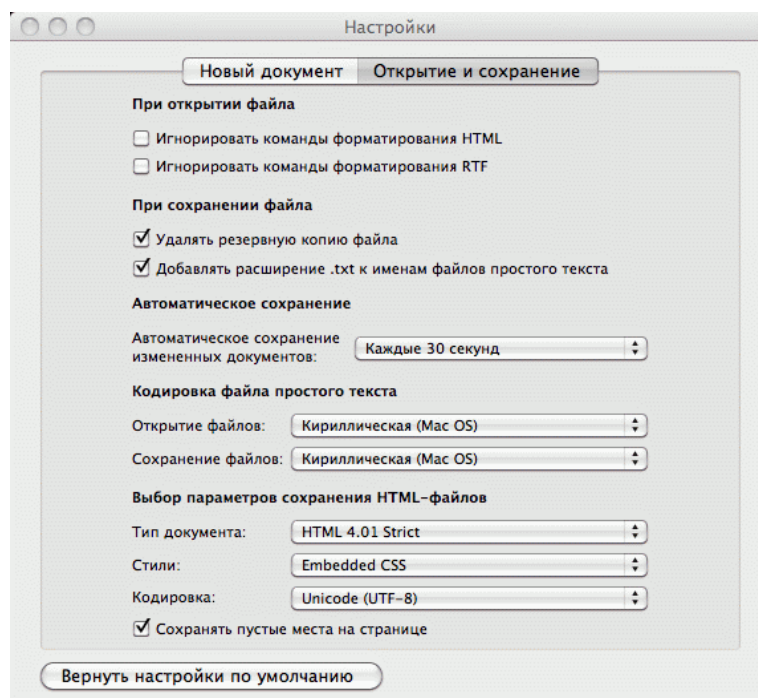 Настройки
Новый документ Открытие и сохранение
При открытии файла
Игнорировать команды форматирования HTML
Игнорировать команды форматирования RTF
При сохранении файла
Удалять резервную копию файла
Добавлять расширение .txt к именам файлов простого текста
Автоматическое сохранение
Автоматическое сохранение
измененных документов: Каждые 30 секунд
Кодировка файла простого текста
Открытие файлов: Кириллическая (Mac OS)
Сохранение файлов: Кириллическая (Mac OS)
Выбор параметров сохранения HTML-файлов
Тип документа: HTML 4.01 Strict
Стили: Embedded CSS
Кодировка: Unicode (UTF-8)
Сохранять пустые места на странице
Вернуть настройки по умолчанию